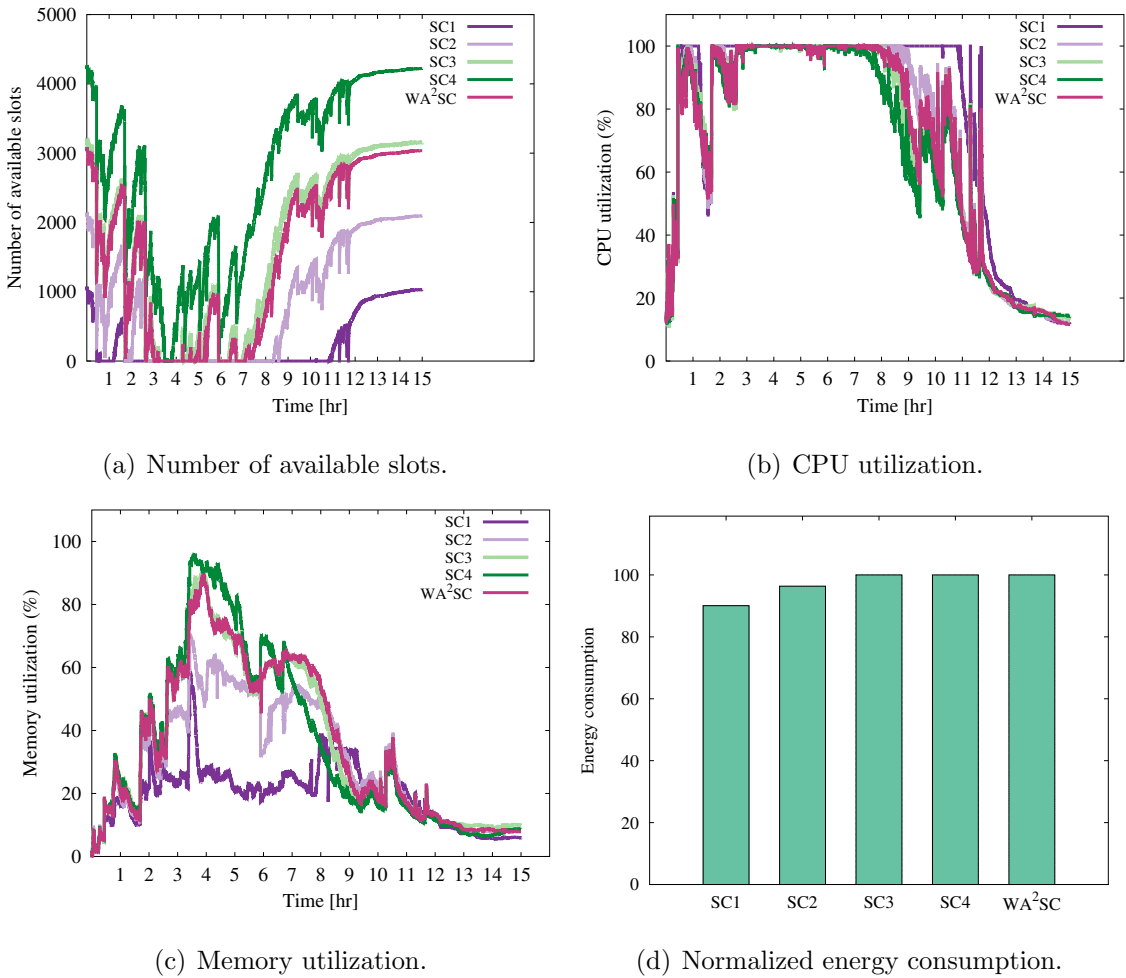 5000
4000
3000
2000
1000
0
Number of available slots
SC1
SC2
SC3
SC4
WA²SC
1 2 3 4 5 6 7 8 9 10 11 12 13 14 15
Time [hr]
(a) Number of available slots.
100
80
60
40
20
0
CPU utilization (%)
SC1
SC2
SC3
SC4
WA²SC
1 2 3 4 5 6 7 8 9 10 11 12 13 14 15
Time [hr]
(b) CPU utilization.
100
80
60
40
20
0
Memory utilization (%)
SC1
SC2
SC3
SC4
WA²SC
1 2 3 4 5 6 7 8 9 10 11 12 13 14 15
Time [hr]
(c) Memory utilization.
100
80
60
40
20
0
Energy consumption
SC1 SC2 SC3 SC4 WA²SC
(d) Normalized energy consumption.